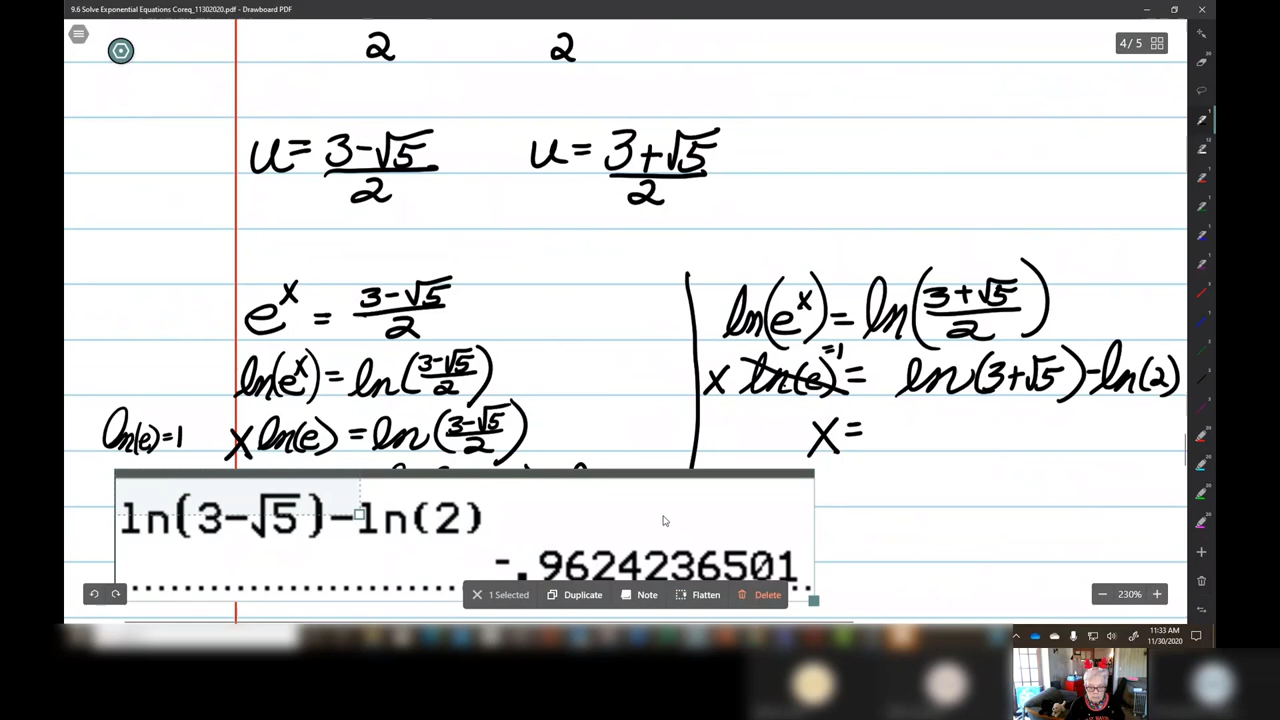 9.6 Solve Exponential Equations Coreq_11302020.pdf - Drawboard PDF
4 / 5
2 2
u = (3-√5)/2 u = (3+√5)/2
e^x = (3-√5)/2
ln(e^x) = ln((3-√5)/2)
ln(e)=1 x ln(e) = ln((3-√5)/2)
ln(e^x) = ln((3+√5)/2)
x ln(e)^=1 = ln(3+√5)-ln(2)
x =
ln(3-√5)-ln(2)
-.9624236501
1 Selected Duplicate Note Flatten Delete
230%
11:33 AM
11/30/2020